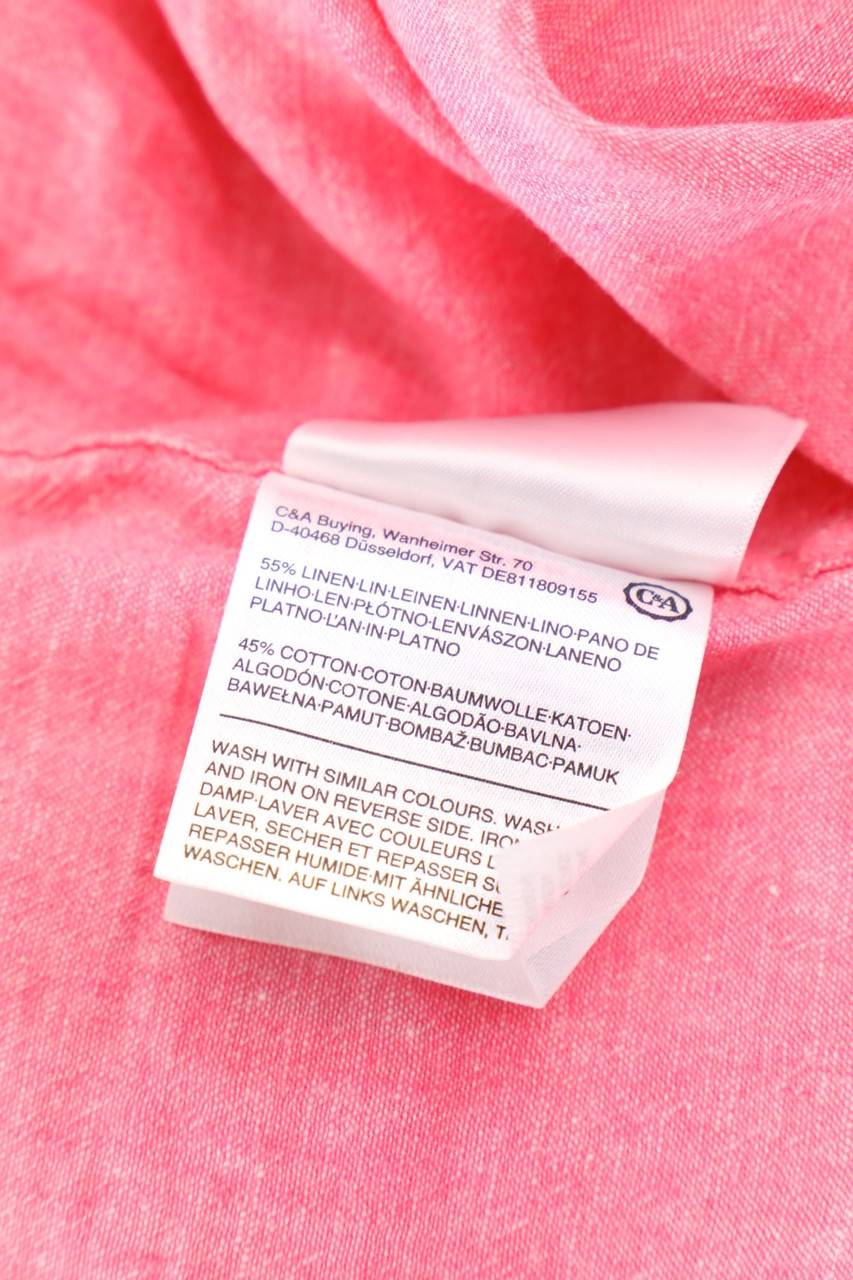 C&A Buying, Wanheimer Str. 70
D-40468 Düsseldorf, VAT DE811809155
C&A
55% LINEN·LIN·LEINEN·LINNEN·LINO·PANO DE
LINHO·LEN·PŁÓTNO·LENVÁSZON·LANENO
PLATNO·ĽAN·IN·PLATNO
45% COTTON·COTON·BAUMWOLLE·KATOEN·
ALGODÓN·COTONE·ALGODÃO·BAVLNA·
BAWEŁNA·PAMUT·BOMBAŽ·BUMBAC·PAMUK
WASH WITH SIMILAR COLOURS. WASH
AND IRON ON REVERSE SIDE. IRON
DAMP·LAVER AVEC COULEURS
LAVER, SECHER ET REPASSER
REPASSER HUMIDE·MIT ÄHNLICHE
WASCHEN. AUF LINKS WASCHEN,